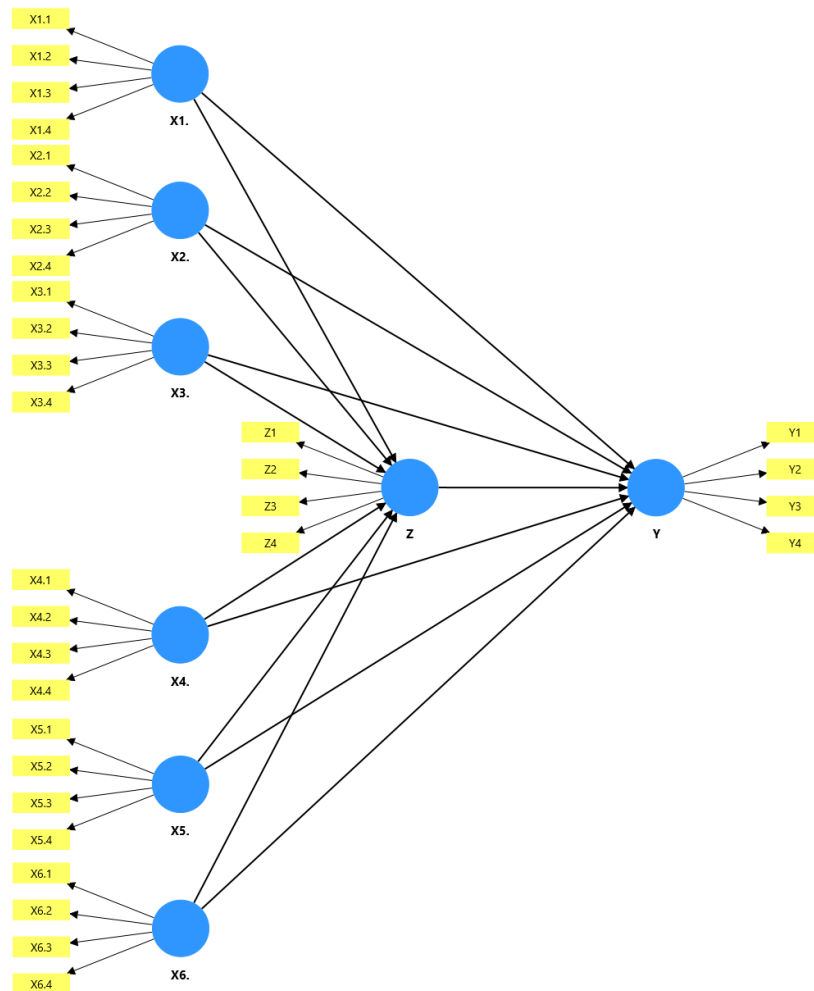 X1.1
X1.2
X1.3
X1.4
X1.
X2.1
X2.2
X2.3
X2.4
X2.
X3.1
X3.2
X3.3
X3.4
X3.
Z1
Z2
Z3
Z4
Z
Y1
Y2
Y3
Y4
Y
X4.1
X4.2
X4.3
X4.4
X4.
X5.1
X5.2
X5.3
X5.4
X5.
X6.1
X6.2
X6.3
X6.4
X6.